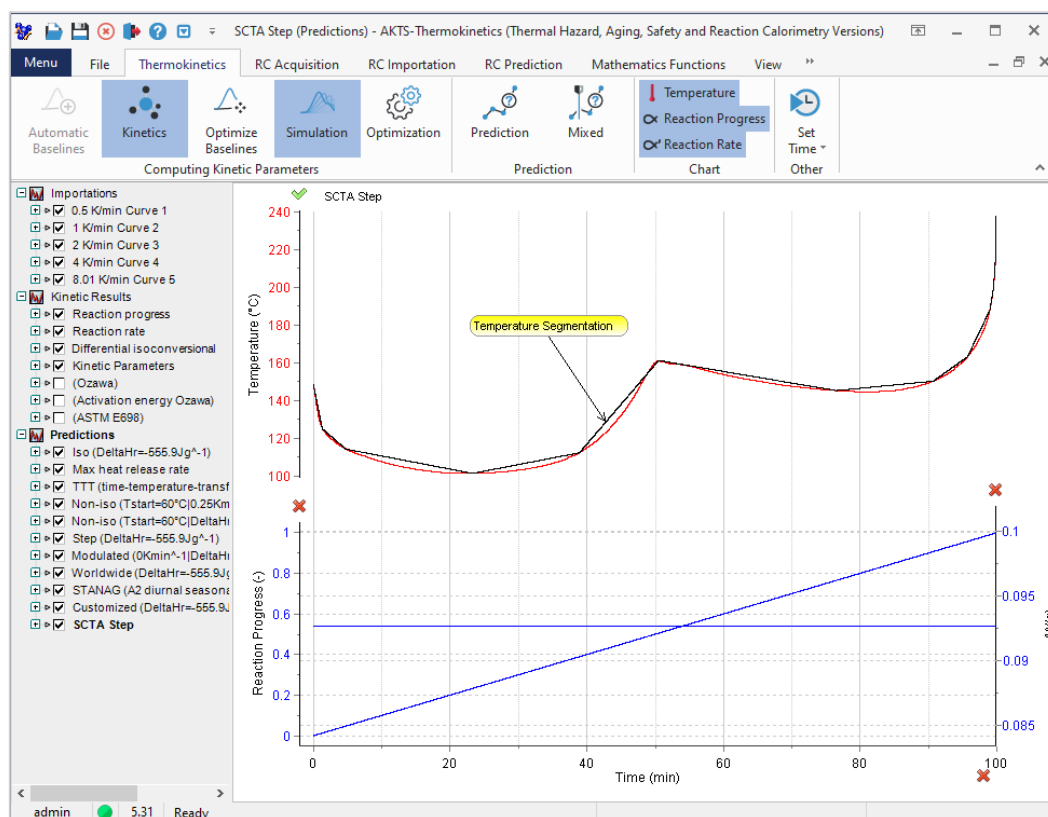 SCTA Step (Predictions) - AKTS-Thermokinetics (Thermal Hazard, Aging, Safety and Reaction Calorimetry Versions)
Menu File Thermokinetics RC Acquisition RC Importation RC Prediction Mathematics Functions View
Automatic Baselines
Kinetics
Optimize Baselines
Simulation
Optimization
Prediction
Mixed
Temperature
Reaction Progress
Reaction Rate
Set Time
Computing Kinetic Parameters
Prediction
Chart
Other
Importations
0.5 K/min Curve 1
1 K/min Curve 2
2 K/min Curve 3
4 K/min Curve 4
8.01 K/min Curve 5
Kinetic Results
Reaction progress
Reaction rate
Differential isoconversional
Kinetic Parameters
(Ozawa)
(Activation energy Ozawa)
(ASTM E698)
Predictions
Iso (DeltaHr=-555.9Jg^-1)
Max heat release rate
TTT (time-temperature-transf
Non-iso (Tstart=60°C|0.25Km
Non-iso (Tstart=60°C|DeltaHr
Step (DeltaHr=-555.9Jg^-1)
Modulated (0Kmin^-1|DeltaHr
Worldwide (DeltaHr=-555.9Jg
STANAG (A2 diurnal seasona
Customized (DeltaHr=-555.9J
SCTA Step
SCTA Step
240
220
200
180
160
140
120
100
Temperature (°C)
Temperature Segmentation
1
0.8
0.6
0.4
0.2
0
Reaction Progress (-)
0.1
0.095
0.09
0.085
0 20 40 60 80 100
Time (min)
admin 5.31 Ready